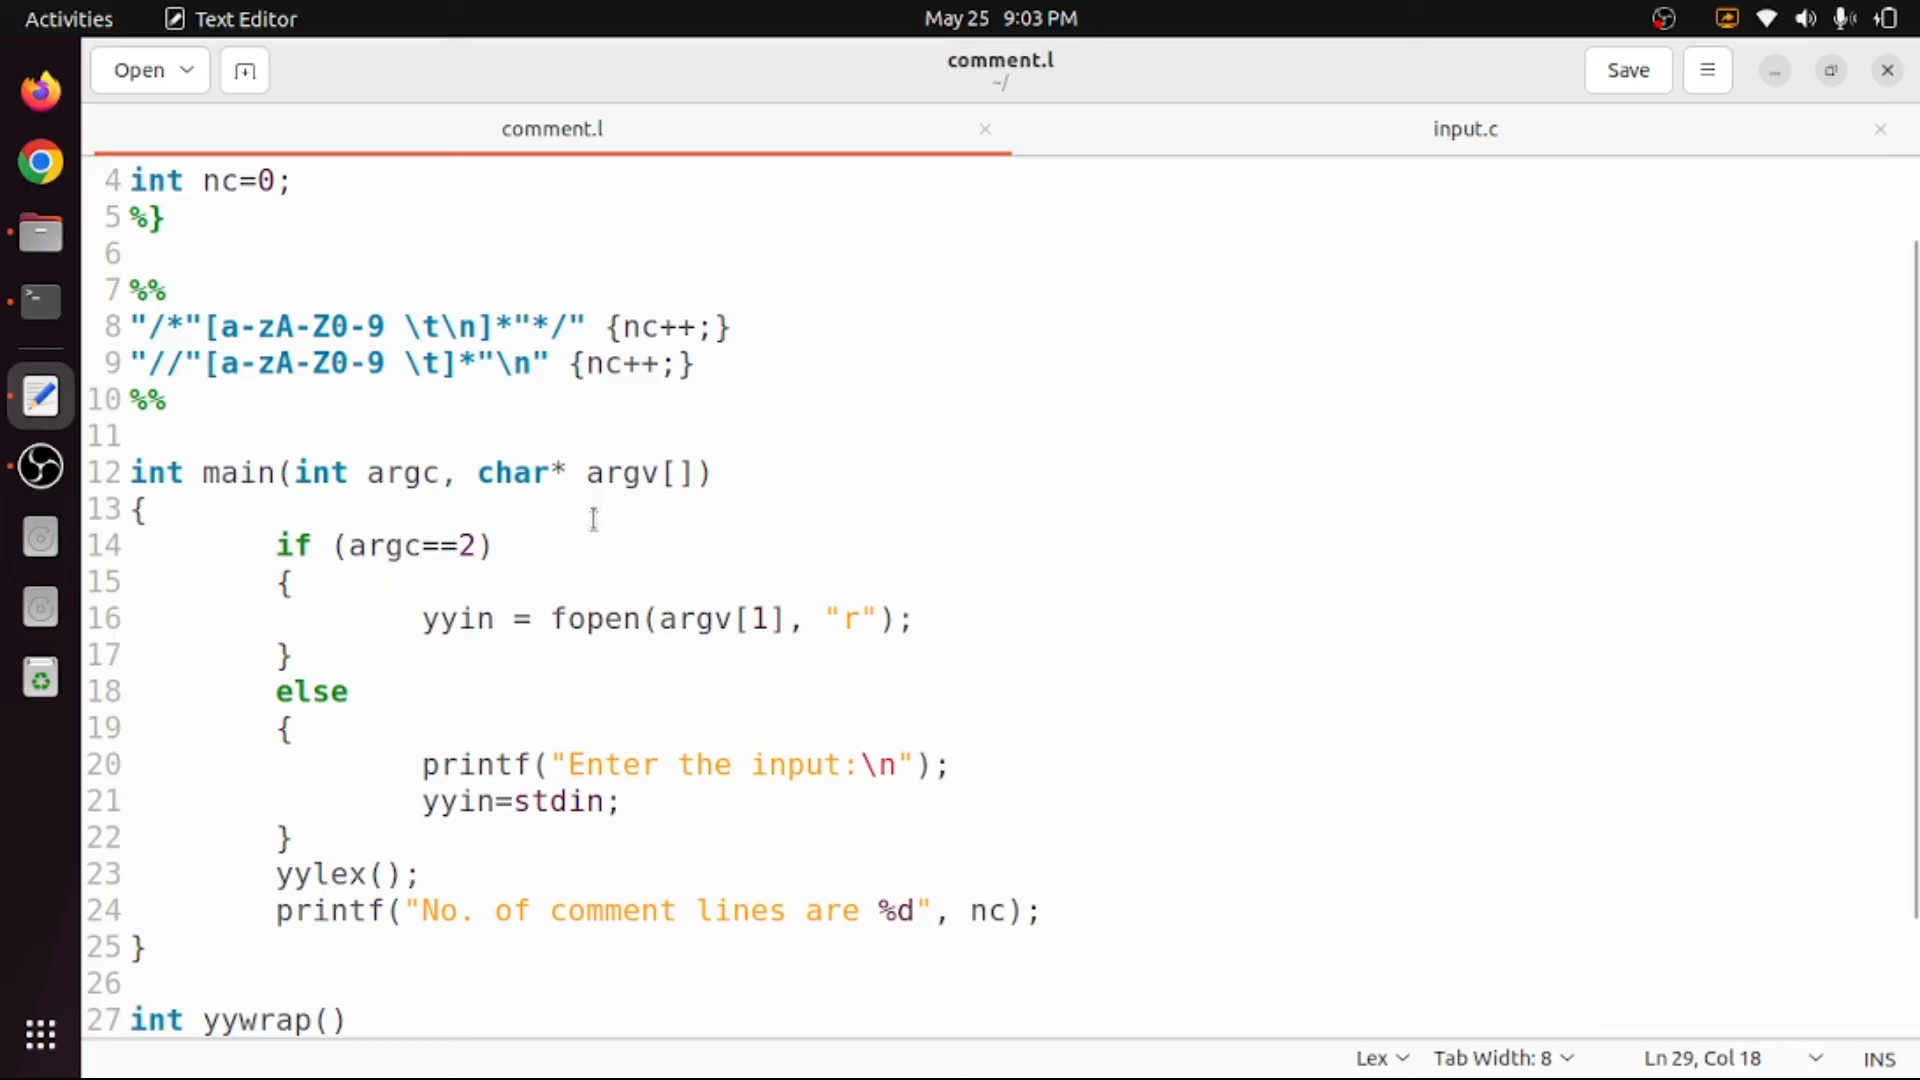 Activities Text Editor May 25 9:03 PM
Open comment.l Save
~/
comment.l input.c
4 int nc=0;
5 %}
6
7 %%
8 "/*"[a-zA-Z0-9 \t\n]*"*/" {nc++;}
9 "//"[a-zA-Z0-9 \t]*"\n" {nc++;}
10 %%
11
12 int main(int argc, char* argv[])
13 {
14 if (argc==2)
15 {
16 yyin = fopen(argv[1], "r");
17 }
18 else
19 {
20 printf("Enter the input:\n");
21 yyin=stdin;
22 }
23 yylex();
24 printf("No. of comment lines are %d", nc);
25 }
26
27 int yywrap()
Lex Tab Width: 8 Ln 29, Col 18 INS